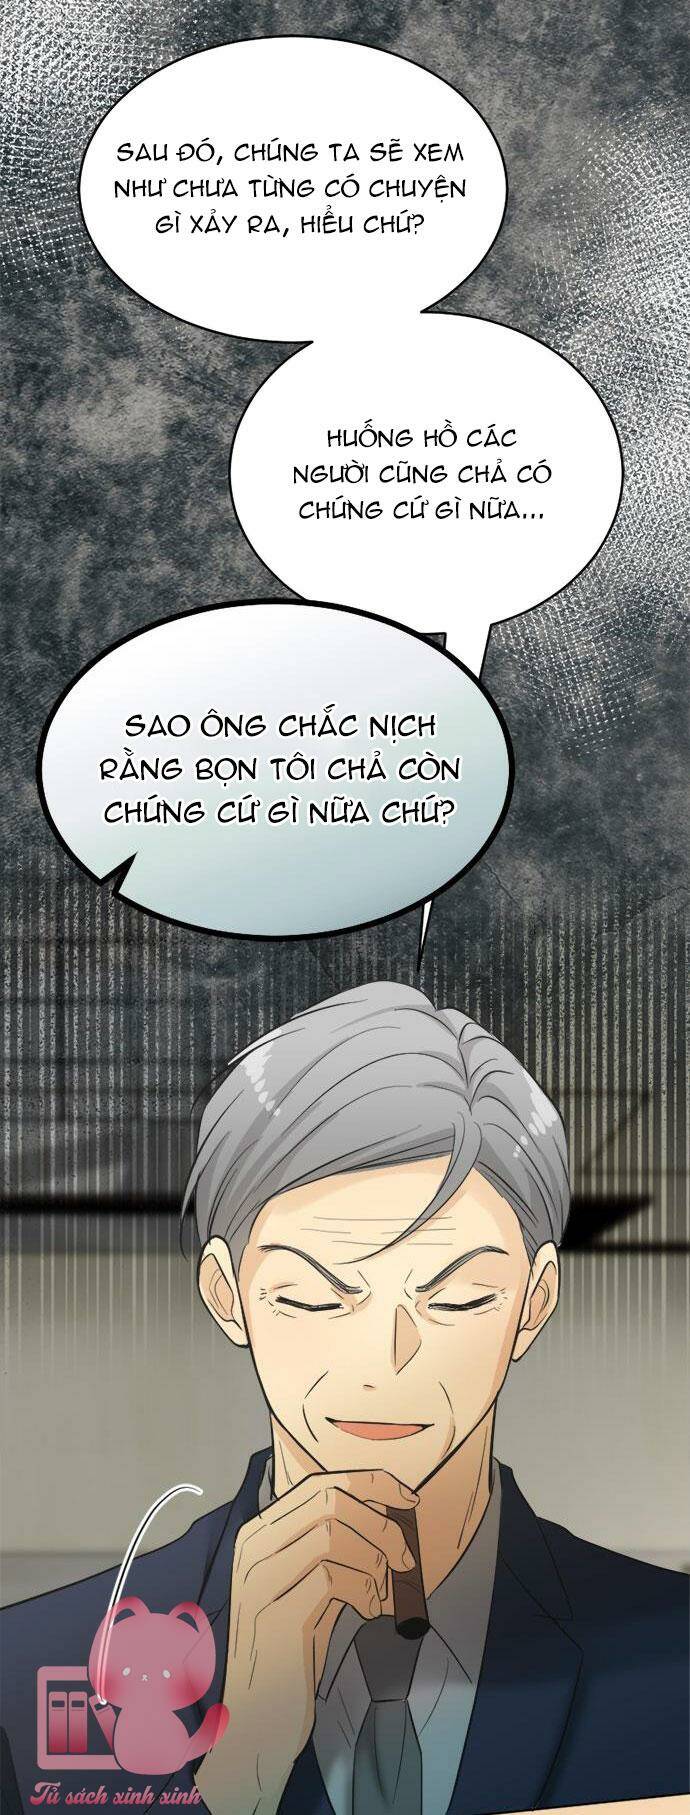 SAU ĐÓ, CHÚNG TA SẼ XEM
NHƯ CHƯA TỪNG CÓ CHUYỆN
GÌ XẢY RA, HIỂU CHỨ?
HUỐNG HỒ CÁC
NGƯỜI CŨNG CHẢ CÓ
CHỨNG CỨ GÌ NỮA...
SAO ÔNG CHẮC NỊCH
RẰNG BỌN TÔI CHẢ CÒN
CHỨNG CỨ GÌ NỮA CHỨ?
Tủ sách xinh xinh